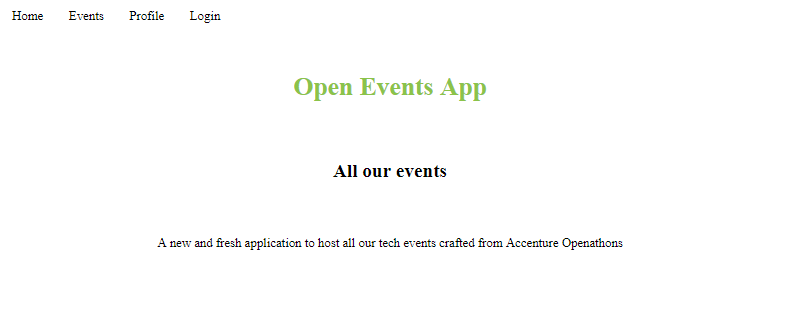 Home Events Profile Login
Open Events App
All our events
A new and fresh application to host all our tech events crafted from Accenture Openathons